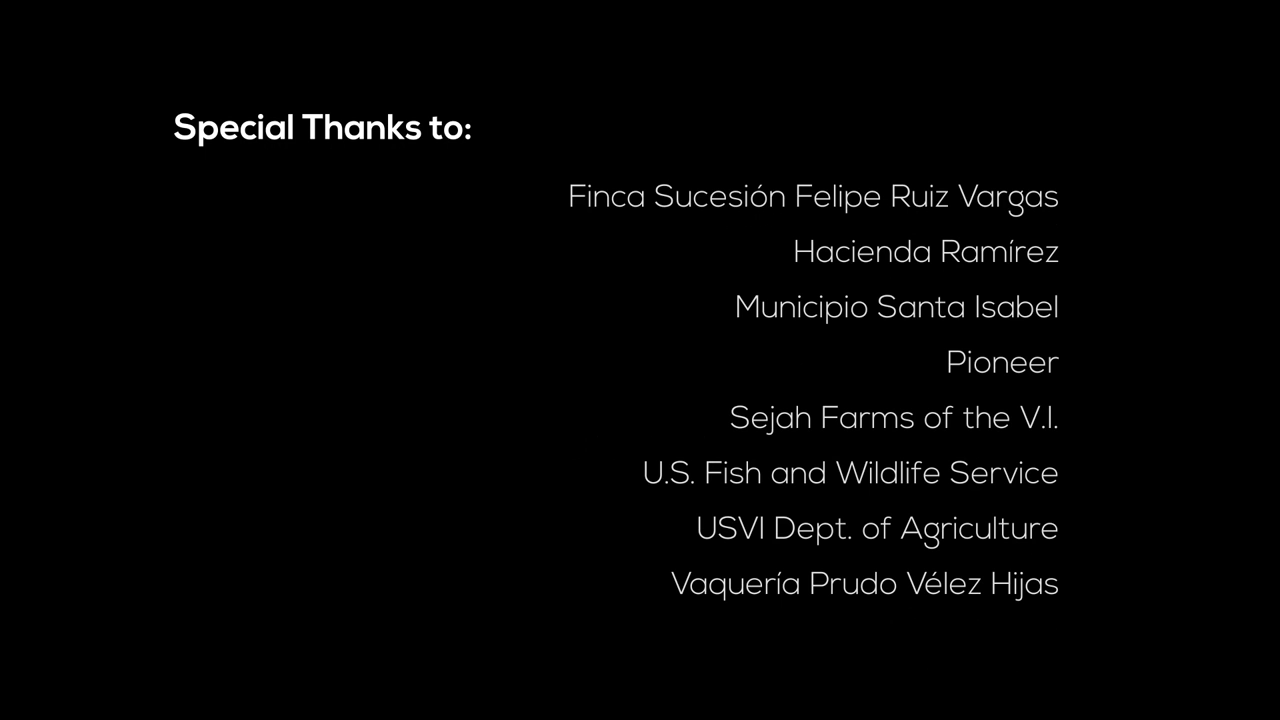 Special Thanks to:
Finca Sucesión Felipe Ruiz Vargas
Hacienda Ramírez
Municipio Santa Isabel
Pioneer
Sejah Farms of the V.I.
U.S. Fish and Wildlife Service
USVI Dept. of Agriculture
Vaquería Prudo Vélez Hijas